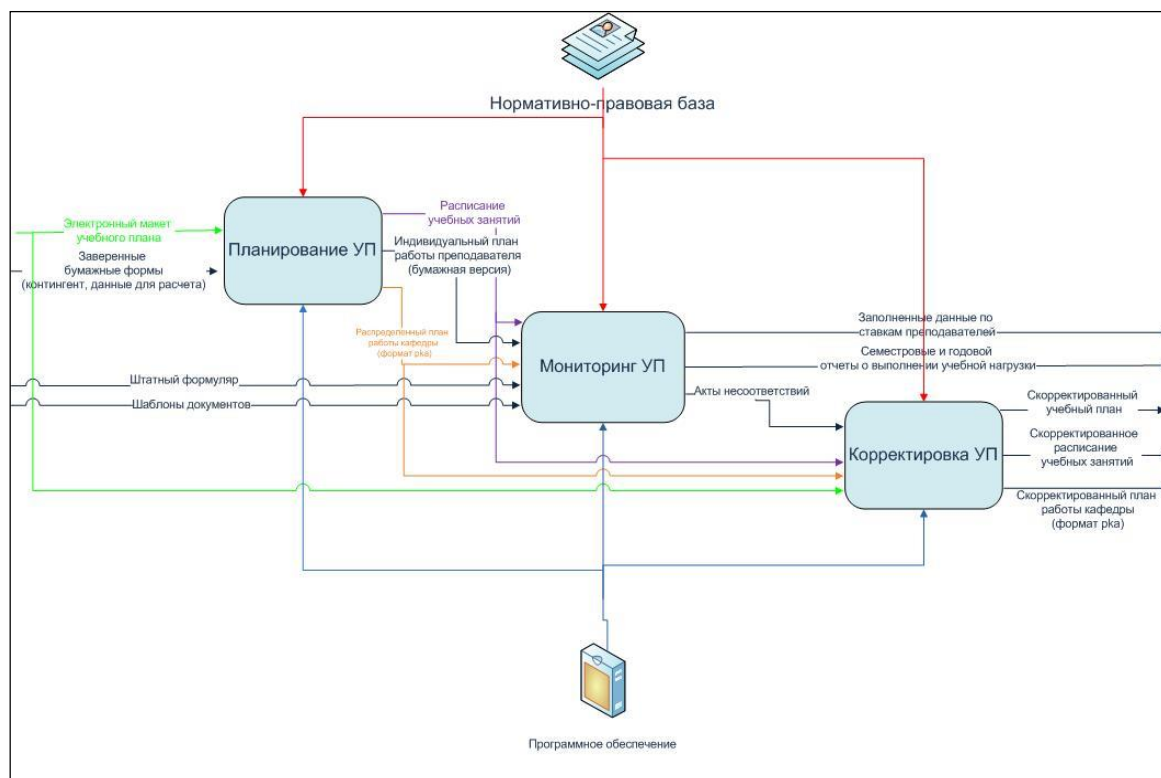 Нормативно-правовая база
Электронный макет
учебного плана
Заверенные
бумажные формы
(контингент, данные для расчета)
Планирование УП
Расписание
учебных занятий
Индивидуальный план
работы преподавателя
(бумажная версия)
Распределенный план
работы кафедры
(формат pka)
Штатный формуляр
Шаблоны документов
Мониторинг УП
Заполненные данные по
ставкам преподавателей
Семестровые и годовой
отчеты о выполнении учебной нагрузки
Акты несоответствий
Корректировка УП
Скорректированный
учебный план
Скорректированное
расписание
учебных занятий
Скорректированный план
работы кафедры
(формат pka)
Программное обеспечение